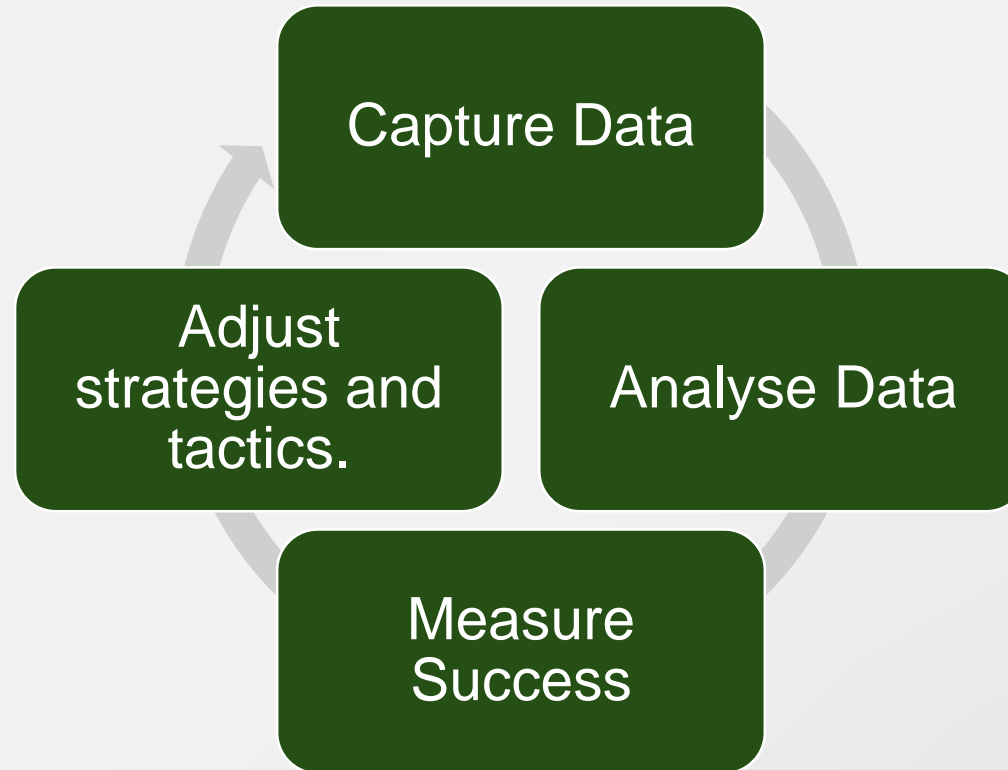 Capture Data
Analyse Data
Measure
Success
Adjust
strategies and
tactics.